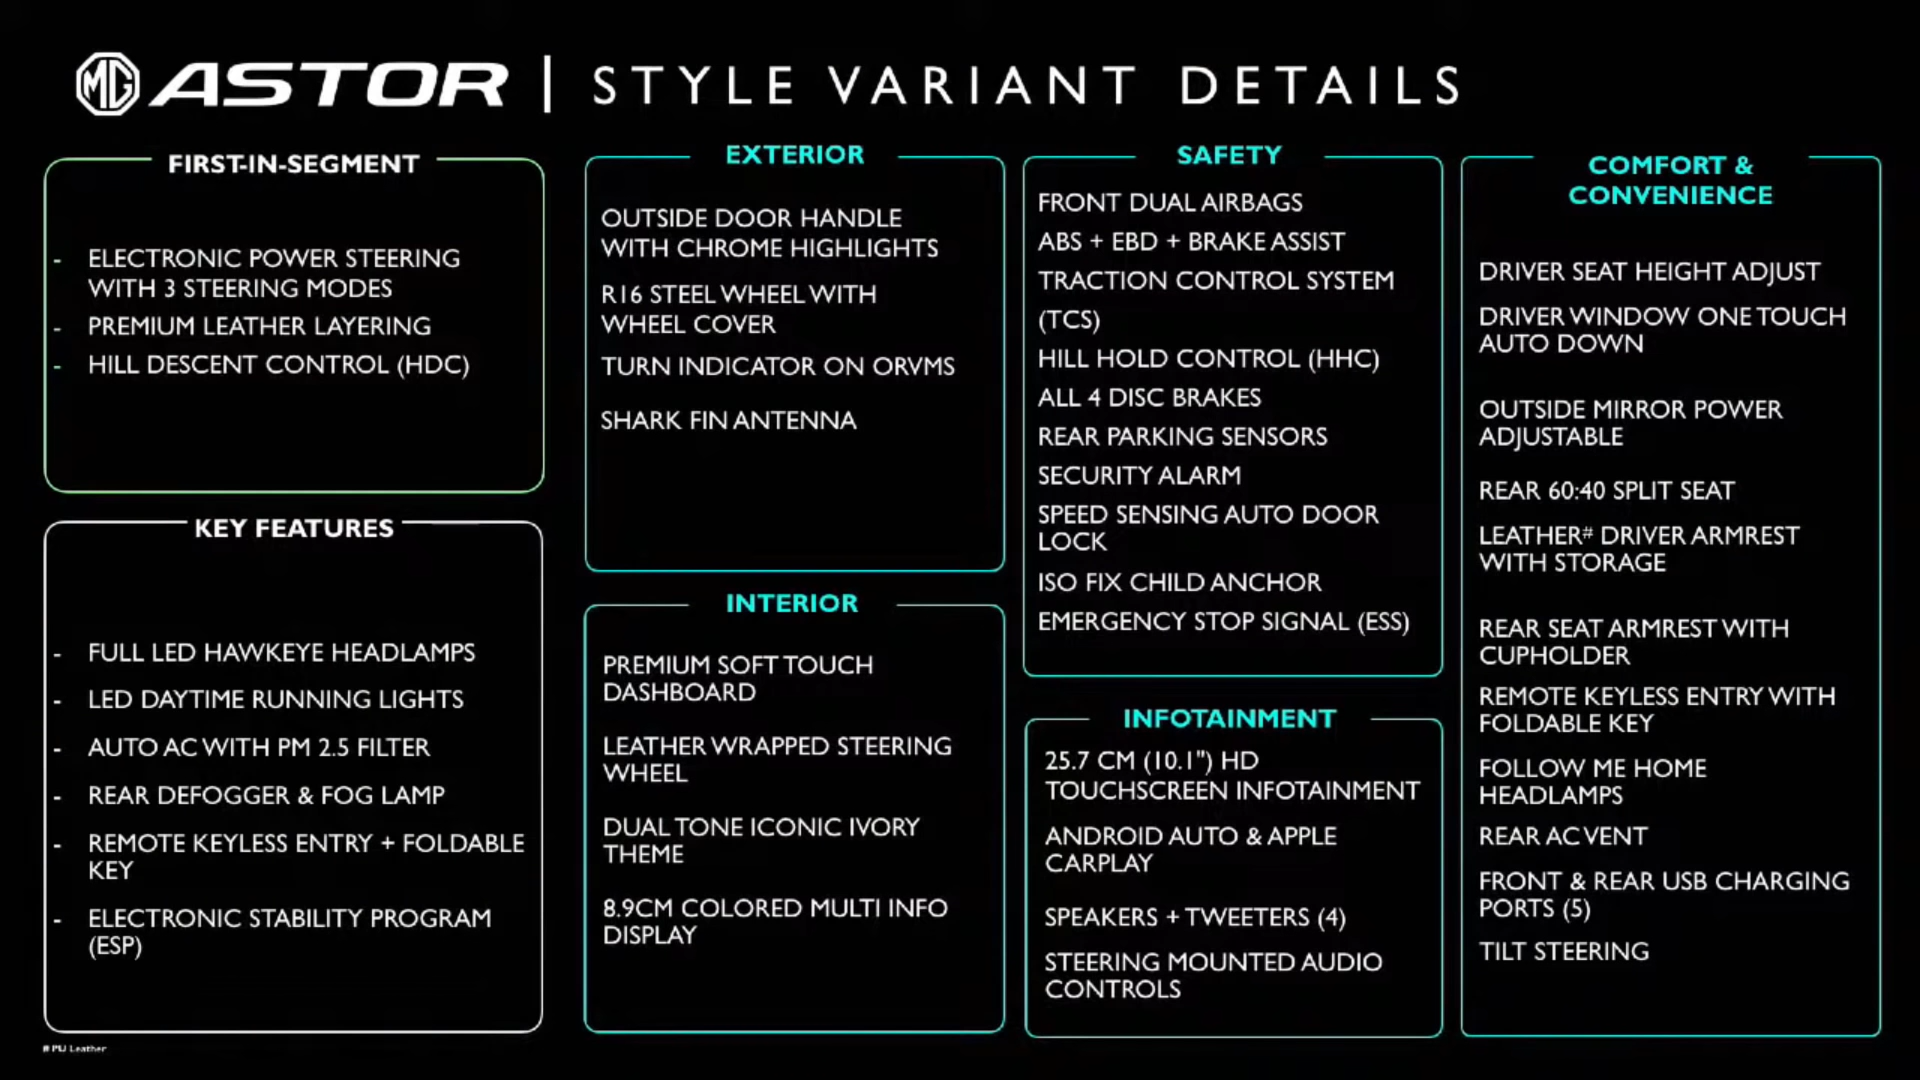 MG ASTOR | STYLE VARIANT DETAILS
FIRST-IN-SEGMENT
- ELECTRONIC POWER STEERING
WITH 3 STEERING MODES
- PREMIUM LEATHER LAYERING
- HILL DESCENT CONTROL (HDC)
KEY FEATURES
- FULL LED HAWKEYE HEADLAMPS
- LED DAYTIME RUNNING LIGHTS
- AUTO AC WITH PM 2.5 FILTER
- REAR DEFOGGER & FOG LAMP
- REMOTE KEYLESS ENTRY + FOLDABLE
KEY
- ELECTRONIC STABILITY PROGRAM
(ESP)
# PU Leather
EXTERIOR
OUTSIDE DOOR HANDLE
WITH CHROME HIGHLIGHTS
R16 STEEL WHEEL WITH
WHEEL COVER
TURN INDICATOR ON ORVMS
SHARK FIN ANTENNA
INTERIOR
PREMIUM SOFT TOUCH
DASHBOARD
LEATHER WRAPPED STEERING
WHEEL
DUAL TONE ICONIC IVORY
THEME
8.9CM COLORED MULTI INFO
DISPLAY
SAFETY
FRONT DUAL AIRBAGS
ABS + EBD + BRAKE ASSIST
TRACTION CONTROL SYSTEM
(TCS)
HILL HOLD CONTROL (HHC)
ALL 4 DISC BRAKES
REAR PARKING SENSORS
SECURITY ALARM
SPEED SENSING AUTO DOOR
LOCK
ISO FIX CHILD ANCHOR
EMERGENCY STOP SIGNAL (ESS)
INFOTAINMENT
25.7 CM (10.1") HD
TOUCHSCREEN INFOTAINMENT
ANDROID AUTO & APPLE
CARPLAY
SPEAKERS + TWEETERS (4)
STEERING MOUNTED AUDIO
CONTROLS
COMFORT &
CONVENIENCE
DRIVER SEAT HEIGHT ADJUST
DRIVER WINDOW ONE TOUCH
AUTO DOWN
OUTSIDE MIRROR POWER
ADJUSTABLE
REAR 60:40 SPLIT SEAT
LEATHER# DRIVER ARMREST
WITH STORAGE
REAR SEAT ARMREST WITH
CUPHOLDER
REMOTE KEYLESS ENTRY WITH
FOLDABLE KEY
FOLLOW ME HOME
HEADLAMPS
REAR AC VENT
FRONT & REAR USB CHARGING
PORTS (5)
TILT STEERING